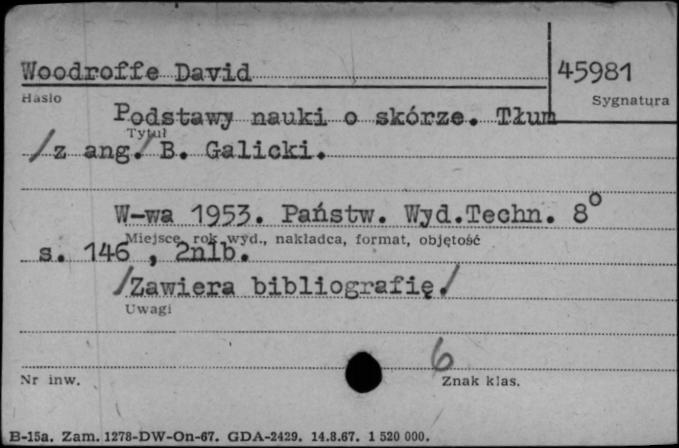 Woodroffe David 45981
Hasło Sygnatura
Podstawy nauki o skórze. Tłum
Tytuł
/z ang./ B. Galicki.
W-wa 1953. Państw. Wyd.Techn. 8°
Miejsce, rok wyd., nakładca, format, objętość
s. 146 , 2nlb.
/Zawiera bibliografię./
Uwagi
6
Nr inw. Znak klas.
B-15a. Zam. 1278-DW-On-67. GDA-2429. 14.8.67. 1 520 000.